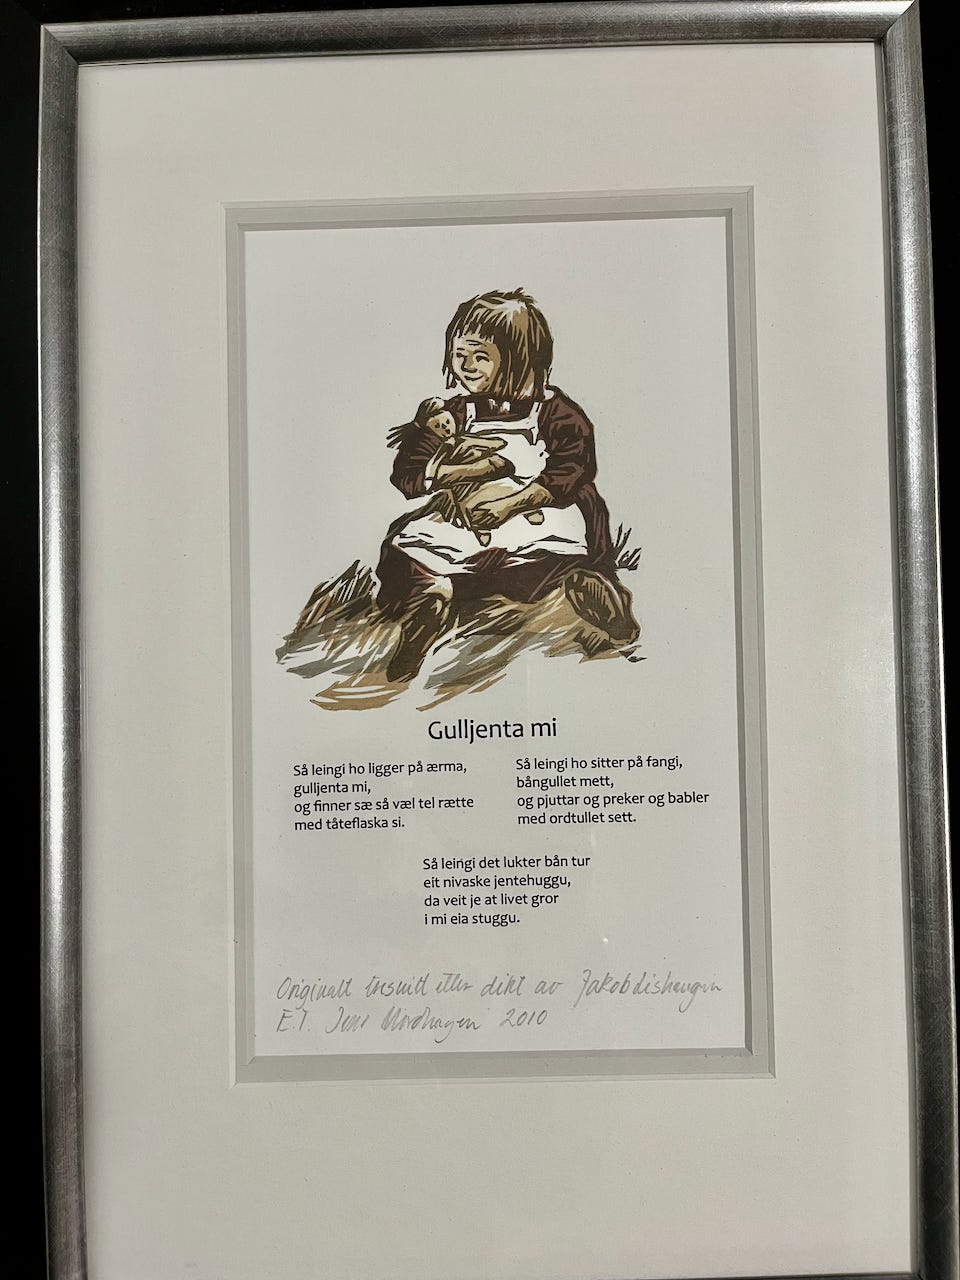 Gulljenta mi
Så leingi ho ligger på ærma,
gulljenta mi,
og finner sæ så væl tel rætte
med tåteflaska si.
Så leingi ho sitter på fangi,
bångullet mett,
og pjuttar og preker og babler
med ordtullet sett.
Så leingi det lukter bån tur
eit nivaske jentehuggu,
da veit je at livet gror
i mi eia stuggu.
Originalt tresnitt etter dikt av Jakob
E.T. Jens Nordhagen 2010